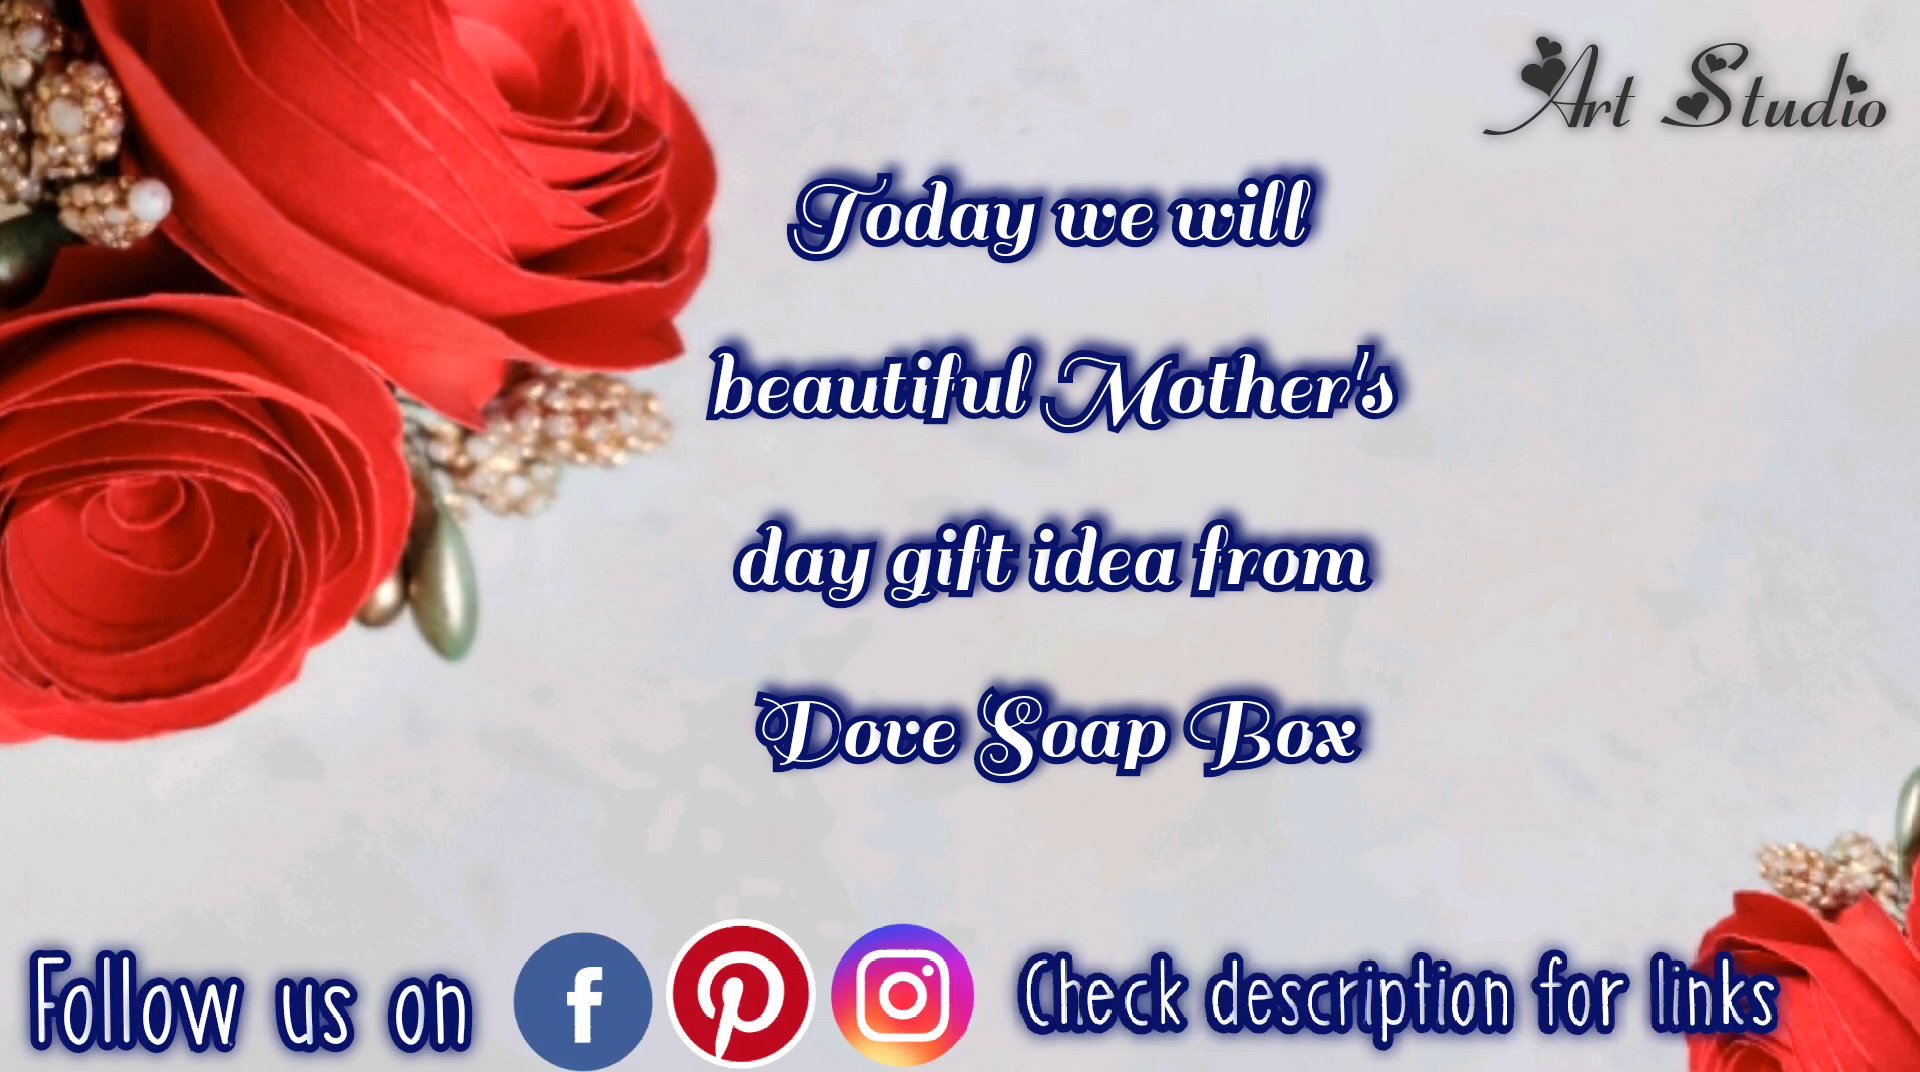 Art Studio
Today we will
beautiful Mother's
day gift idea from
Dove Soap Box
Follow us on
Check description for links